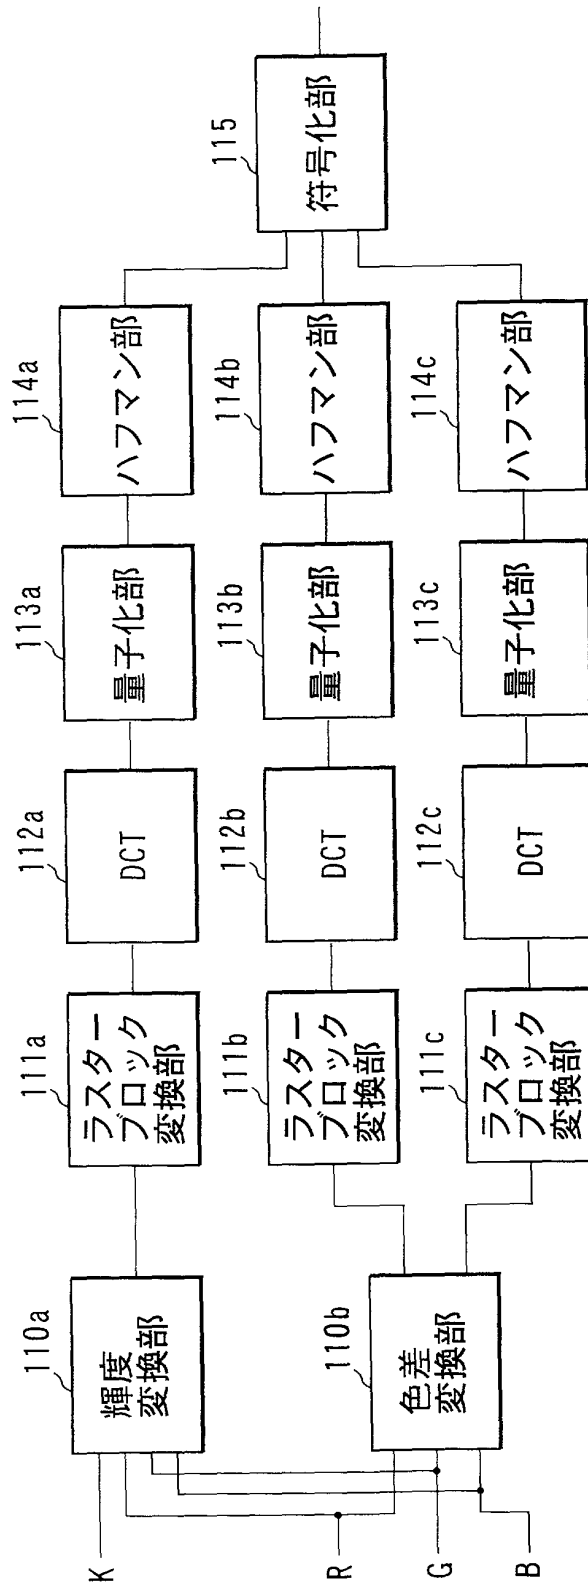 K
R
G
B
110a
輝度
変換部
110b
色差
変換部
111a
ラスター
ブロック
変換部
111b
ラスター
ブロック
変換部
111c
ラスター
ブロック
変換部
112a
DCT
112b
DCT
112c
DCT
113a
量子化部
113b
量子化部
113c
量子化部
114a
ハフマン部
114b
ハフマン部
114c
ハフマン部
115
符号化部